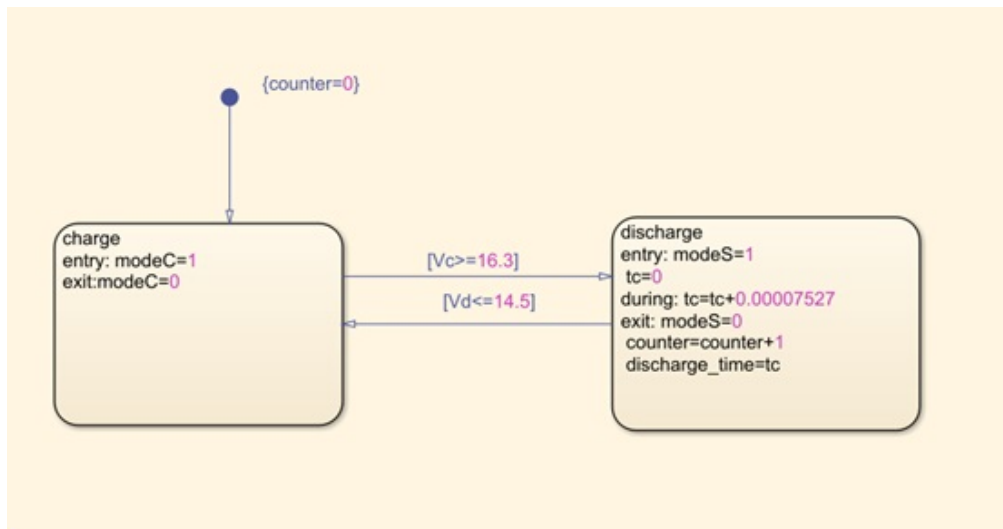 {counter=0}
charge
entry: modeC=1
exit:modeC=0
[Vc>=16.3]
[Vd<=14.5]
discharge
entry: modeS=1
tc=0
during: tc=tc+0.00007527
exit: modeS=0
counter=counter+1
discharge_time=tc